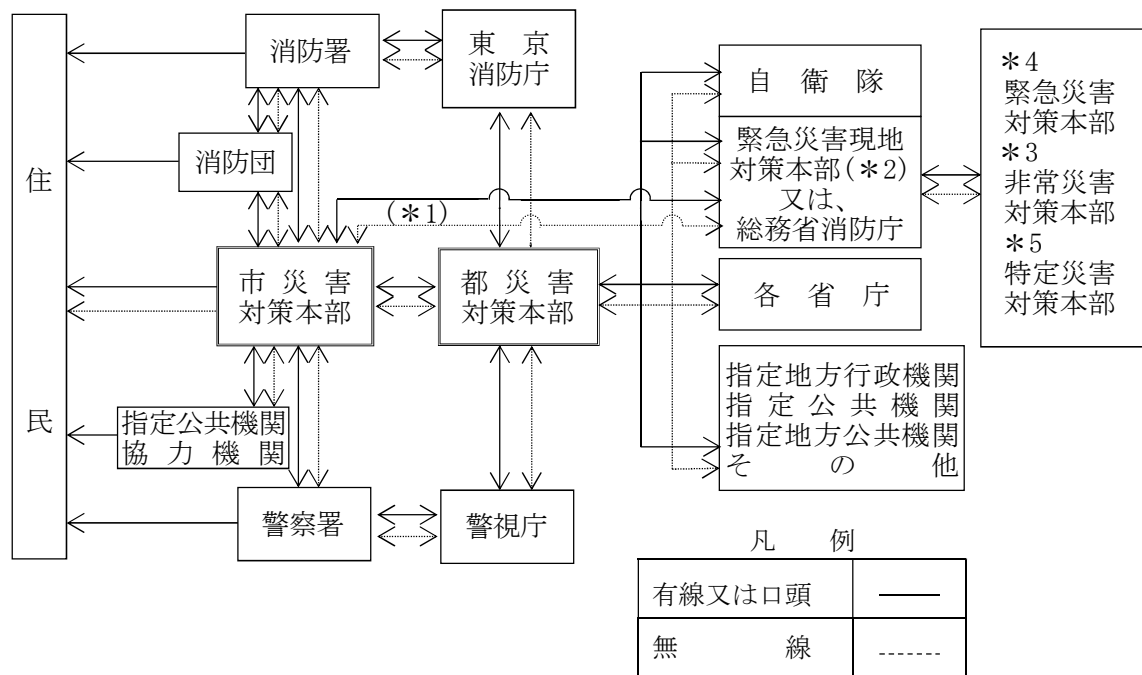 住
民
消防署
東京
消防庁
消防団
(*1)
市災害
対策本部
都災害
対策本部
指定公共機関
協力機関
警察署
警視庁
自衛隊
緊急災害現地
対策本部(*2)
又は、
総務省消防庁
各省庁
指定地方行政機関
指定公共機関
指定地方公共機関
その他
*4
緊急災害
対策本部
*3
非常災害
対策本部
*5
特定災害
対策本部
凡例
有線又は口頭
無線